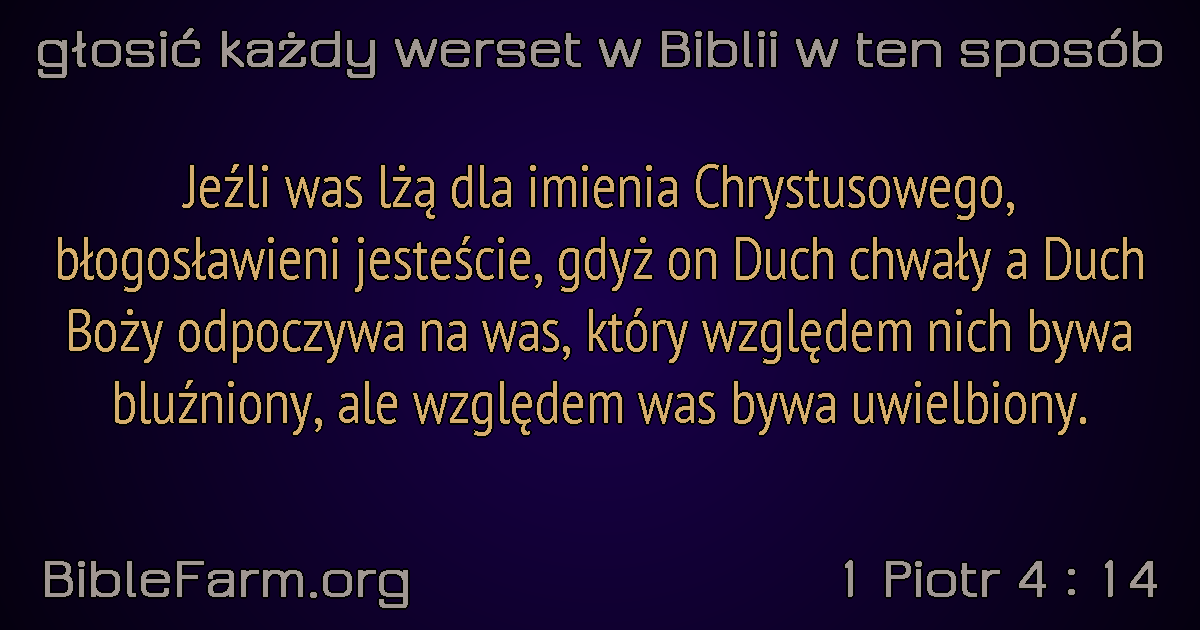 głosić każdy werset w Biblii w ten sposób
Jeźli was lżą dla imienia Chrystusowego,
błogosławieni jesteście, gdyż on Duch chwały a Duch
Boży odpoczywa na was, który względem nich bywa
bluźniony, ale względem was bywa uwielbiony.
BibleFarm.org
1 Piotr 4 : 14